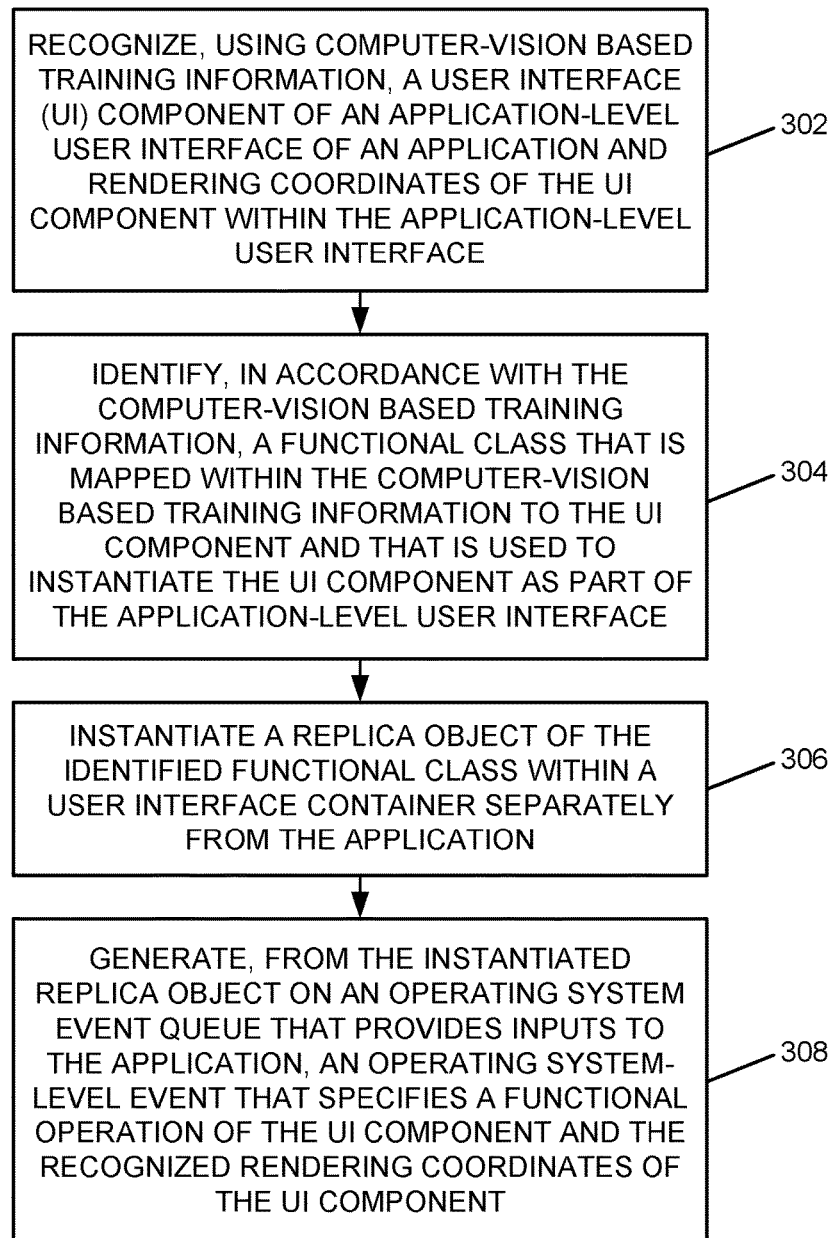 RECOGNIZE, USING COMPUTER-VISION BASED
TRAINING INFORMATION, A USER INTERFACE
(UI) COMPONENT OF AN APPLICATION-LEVEL
USER INTERFACE OF AN APPLICATION AND
RENDERING COORDINATES OF THE UI
COMPONENT WITHIN THE APPLICATION-LEVEL
USER INTERFACE
302
IDENTIFY, IN ACCORDANCE WITH THE
COMPUTER-VISION BASED TRAINING
INFORMATION, A FUNCTIONAL CLASS THAT IS
MAPPED WITHIN THE COMPUTER-VISION
BASED TRAINING INFORMATION TO THE UI
COMPONENT AND THAT IS USED TO
INSTANTIATE THE UI COMPONENT AS PART OF
THE APPLICATION-LEVEL USER INTERFACE
304
INSTANTIATE A REPLICA OBJECT OF THE
IDENTIFIED FUNCTIONAL CLASS WITHIN A
USER INTERFACE CONTAINER SEPARATELY
FROM THE APPLICATION
306
GENERATE, FROM THE INSTANTIATED
REPLICA OBJECT ON AN OPERATING SYSTEM
EVENT QUEUE THAT PROVIDES INPUTS TO
THE APPLICATION, AN OPERATING SYSTEM-
LEVEL EVENT THAT SPECIFIES A FUNCTIONAL
OPERATION OF THE UI COMPONENT AND THE
RECOGNIZED RENDERING COORDINATES OF
THE UI COMPONENT
308